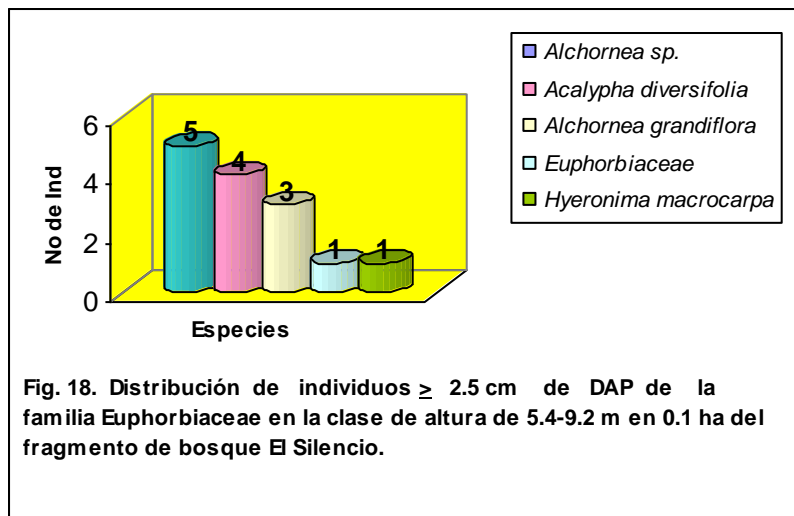 Alchornea sp.
Acalypha diversifolia
Alchornea grandiflora
Euphorbiaceae
Hyeronima macrocarpa
No de Ind
6
4
2
0
5
4
3
1
1
Especies
Fig. 18. Distribución de individuos ≥ 2.5 cm de DAP de la
familia Euphorbiaceae en la clase de altura de 5.4-9.2 m en 0.1 ha del
fragmento de bosque El Silencio.